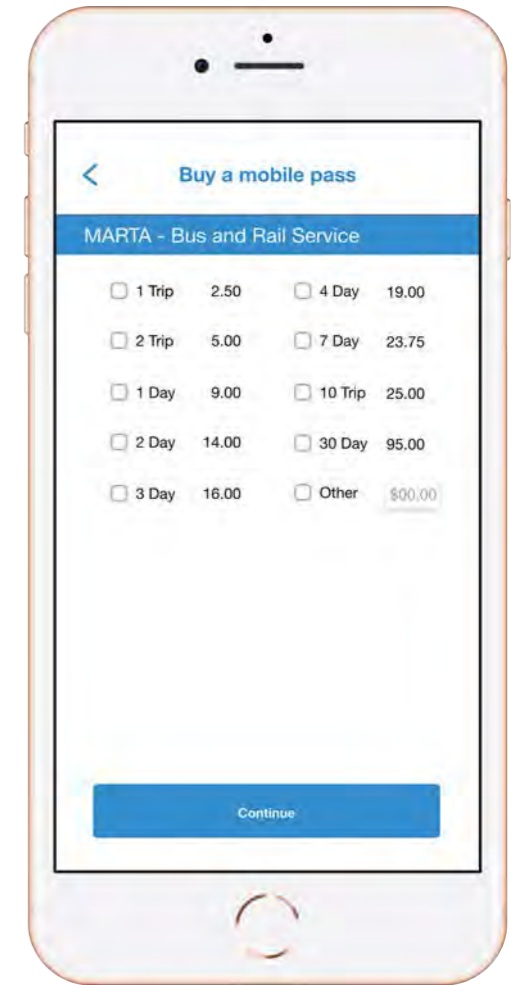 Buy a mobile pass
MARTA - Bus and Rail Service
1 Trip 2.50 4 Day 19.00
2 Trip 5.00 7 Day 23.75
1 Day 9.00 10 Trip 25.00
2 Day 14.00 30 Day 95.00
3 Day 16.00 Other $00.00
Continue